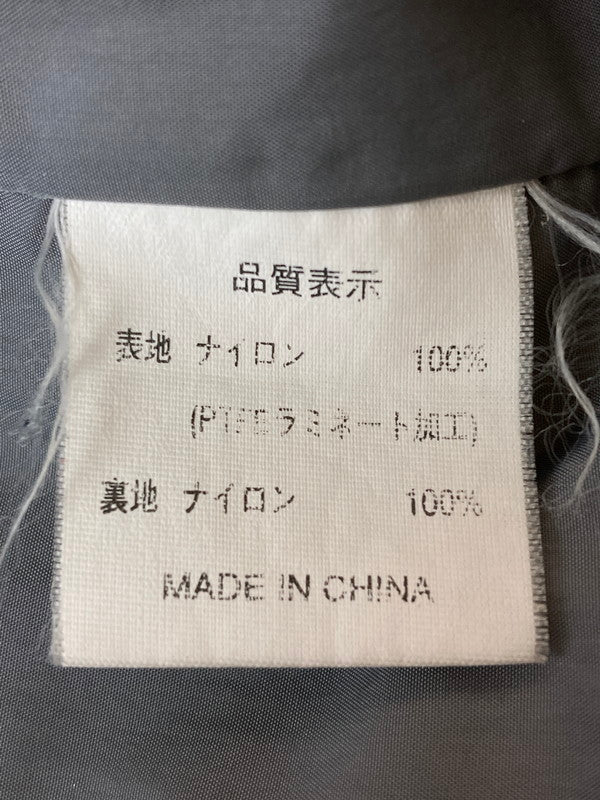 品質表示
表地 ナイロン 100%
(PTFEラミネート加工)
裏地 ナイロン 100%
MADE IN CHINA